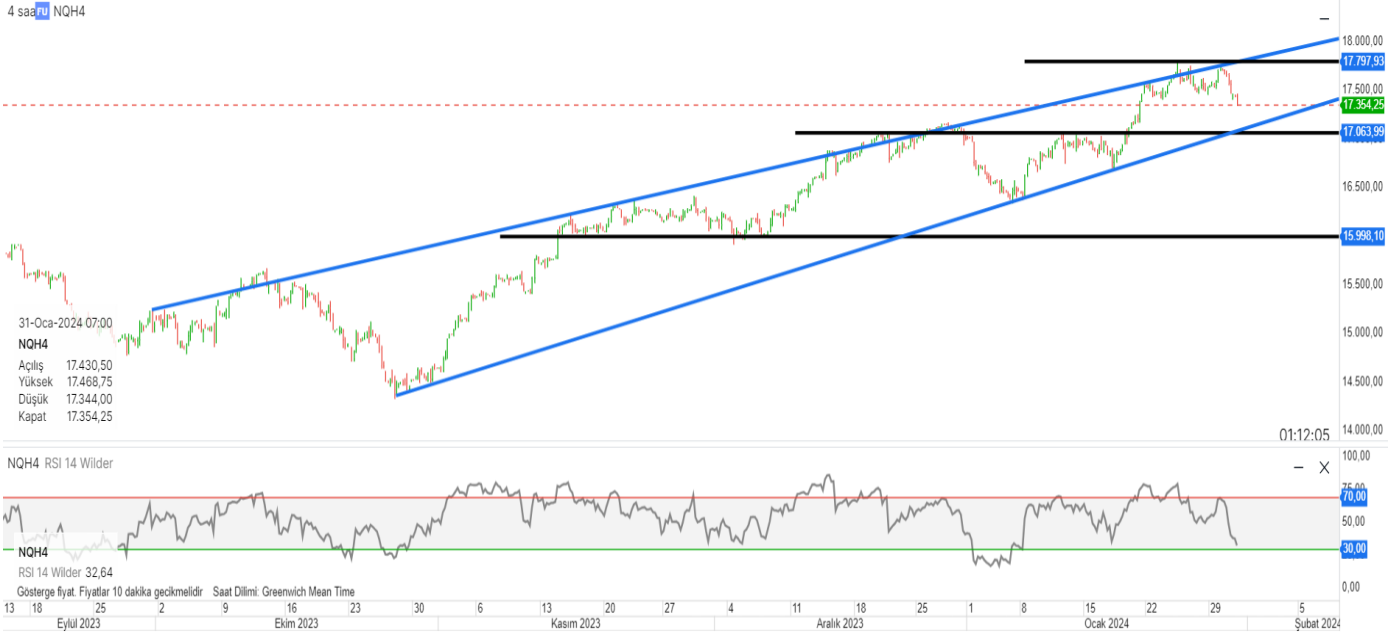 4 saa FU NQH4
18.000,00
17.797,93
17.500,00
17.354,25
17.063,99
16.500,00
15.998,10
15.500,00
15.000,00
14.500,00
14.000,00
31-Oca-2024 07:00
NQH4
Açılış 17.430,50
Yüksek 17.468,75
Düşük 17.344,00
Kapat 17.354,25
01:12:05
NQH4 RSI 14 Wilder
100,00
75,00
70,00
50,00
30,00
0,00
NQH4
RSI 14 Wilder 32,64
Gösterge fiyat. Fiyatlar 10 dakika gecikmelidir Saat Dilimi: Greenwich Mean Time
13 18 25 2 9 16 23 30 6 13 20 27 4 11 18 25 1 8 15 22 29 5
Eylül 2023 Ekim 2023 Kasım 2023 Aralık 2023 Ocak 2024 Şubat 2024